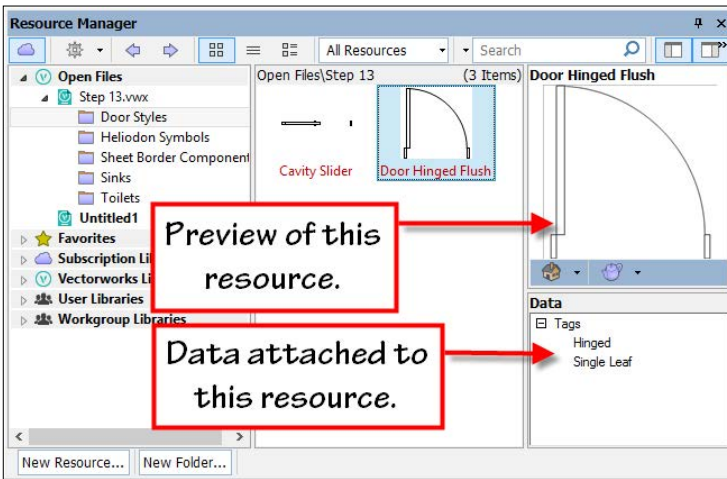 Resource Manager
All Resources
Search
Open Files
Step 13.vwx
Door Styles
Heliodon Symbols
Sheet Border Component
Sinks
Toilets
Untitled1
Favorites
Subscription Li
Vectorworks Li
User Libraries
Workgroup Libraries
New Resource... New Folder...
Open Files\Step 13 (3 Items)
Cavity Slider
Door Hinged Flush
Door Hinged Flush
Preview of this
resource.
Data attached to
this resource.
Data
Tags
Hinged
Single Leaf